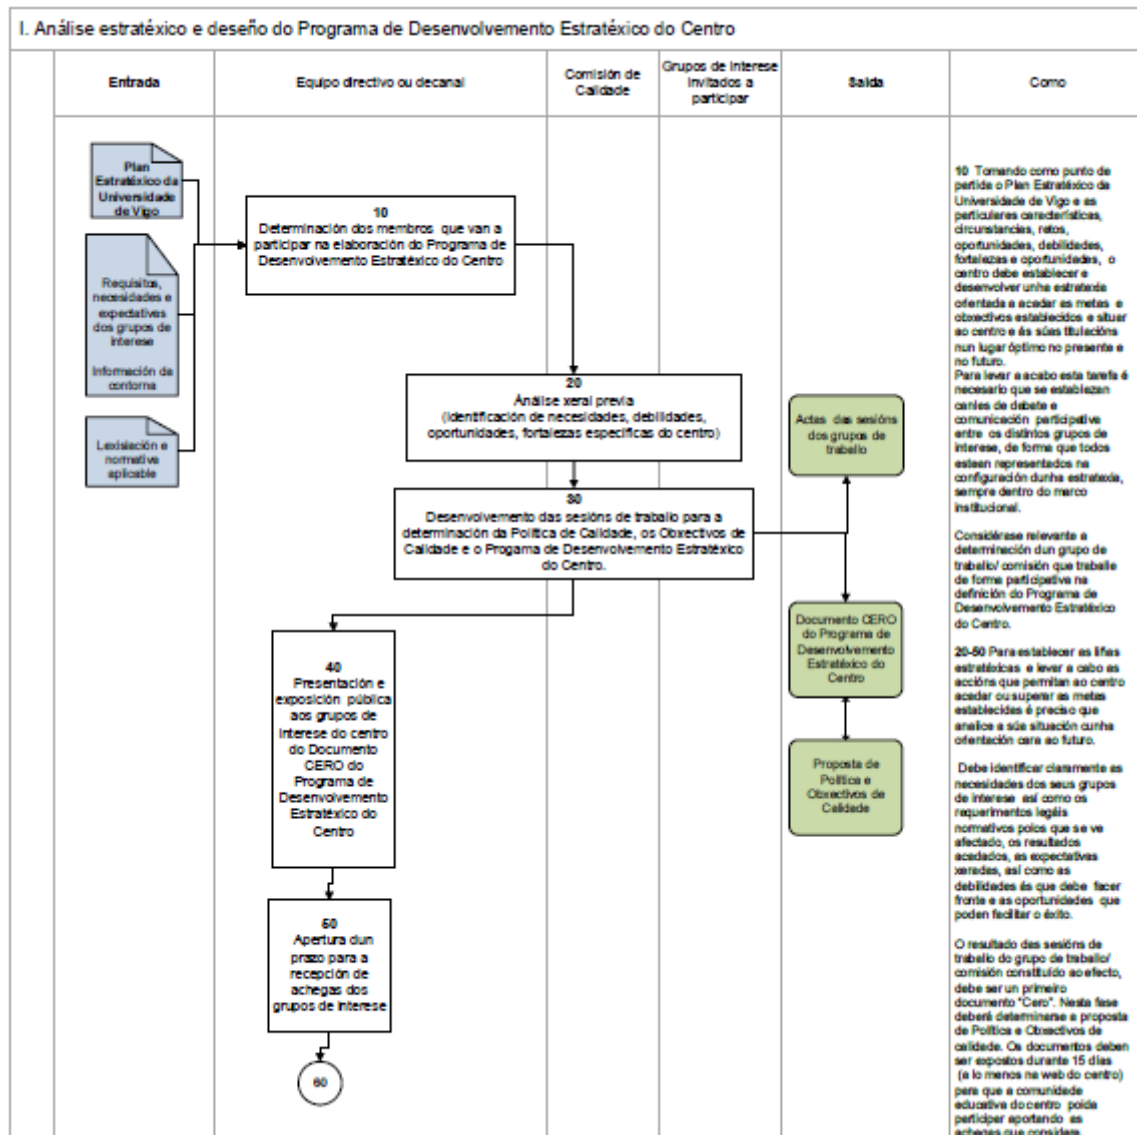 I. Análise estratéxico e deseño do Programa de Desenvolvemento Estratéxico do Centro
Entrada
Equipo directivo ou decanal
Comisión de
Calidade
Grupos de Interese
Invitados a
participar
Saída
Como
Plan
Estratéxico da
Universidade
de Vigo
Requisitos,
necesidades e
expectativas
dos grupos de
interese
Información de
contorna
Lexislación e
normativa
aplicable
10
Determinación dos membros que van a
participar na elaboración do Programa de
Desenvolvemento Estratéxico do Centro
20
Análise xeral previa
(identificación de necesidades, debilidades,
oportunidades, fortalezas específicas do centro)
30
Desenvolvemento das sesións de traballo para a
determinación da Política de Calidade, os Obxectivos de
Calidade e o Progama de Desenvolvemento Estratéxico
do Centro.
40
Presentación e
exposición pública
aos grupos de
interese do centro
do Documento
CERO do
Programa de
Desenvolvemento
Estratéxico do
Centro
50
Apertura dun
prazo para a
recepción de
achegas dos
grupos de interese
60
Actas das sesións
dos grupos de
traballo
Documento CERO
do Programa de
Desenvolvemento
Estratéxico do
Centro
Proposta de
Política e
Obxectivos de
Calidade
10 Tomando como punto de
partida o Plan Estratéxico da
Universidade de Vigo e as
particulares características,
circunstancias, retos,
oportunidades, debilidades,
fortalezas e oportunidades, o
centro debe establecer e
desenvolver unha estratexia
orientada a acadar as metas e
obxectivos establecidos e situar
ao centro e ás súas titulacións
nun lugar óptimo no presente e
no futuro.
Para levar a acabo esta tarefa é
necesario que se establezan
canles de debate e
comunicación participativa
entre os distintos grupos de
interese, de forma que todos
estean representados na
configuración dunha estratexia,
sempre dentro do marco
institucional.
Considérase relevante a
determinación dun grupo de
traballo/ comisión que traballe
de forma participativa na
definición do Programa de
Desenvolvemento Estratéxico
do Centro.
20-50 Para establecer as liñas
estratéxicas e levar a cabo as
accións que permitan ao centro
acadar ou superar as metas
establecidas é preciso que
analice a súa situación cunha
orientación cara ao futuro.
Debe identificar claramente as
necesidades dos seus grupos
de interese así como os
requerimentos legáis
normativos polos que se ve
afectado, os resultados
acadados, as expectativas
xeradas, así como as
debilidades ás que debe facer
fronte e as oportunidades que
poden facilitar o éxito.
O resultado das sesións de
traballo do grupo de traballo/
comisión constituído ao efecto,
debe ser un primeiro
documento "Cero". Nesta fase
deberá determinarse a proposta
de Política e Obxectivos de
calidade. Os documentos deben
ser expostos durante 15 días
(a lo menos na web do centro)
para que a comunidade
educativa do centro poida
participar aportando as
achegas que considera.